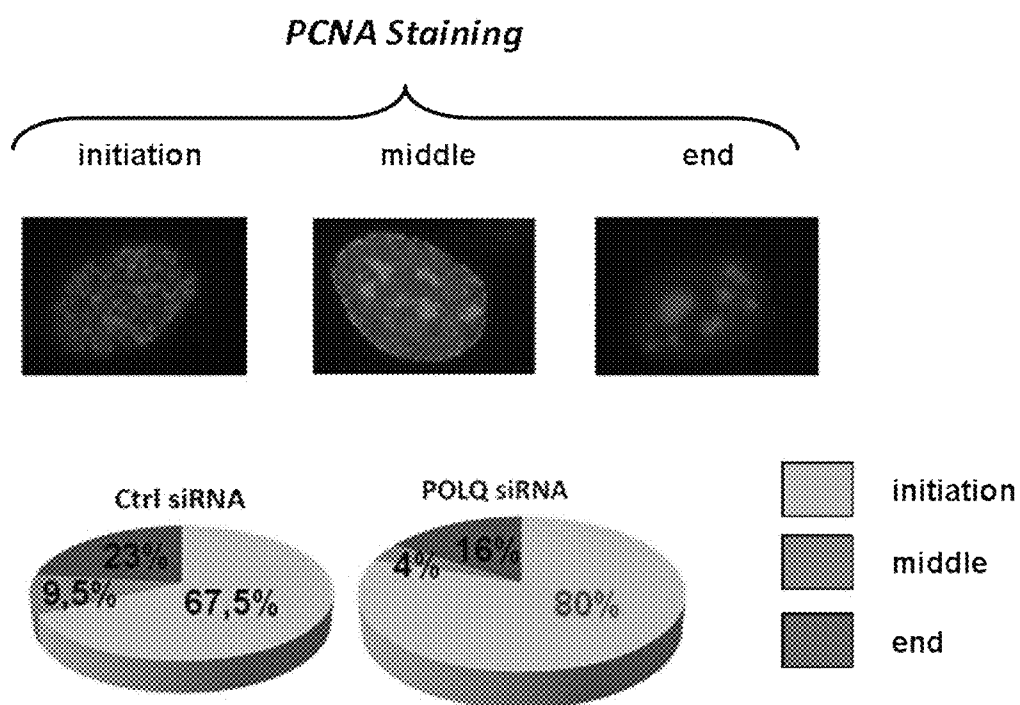 PCNA Staining
initiation
middle
end
Ctrl siRNA
POLQ siRNA
23%
9,5%
67,5%
4%
16%
80%
initiation
middle
end